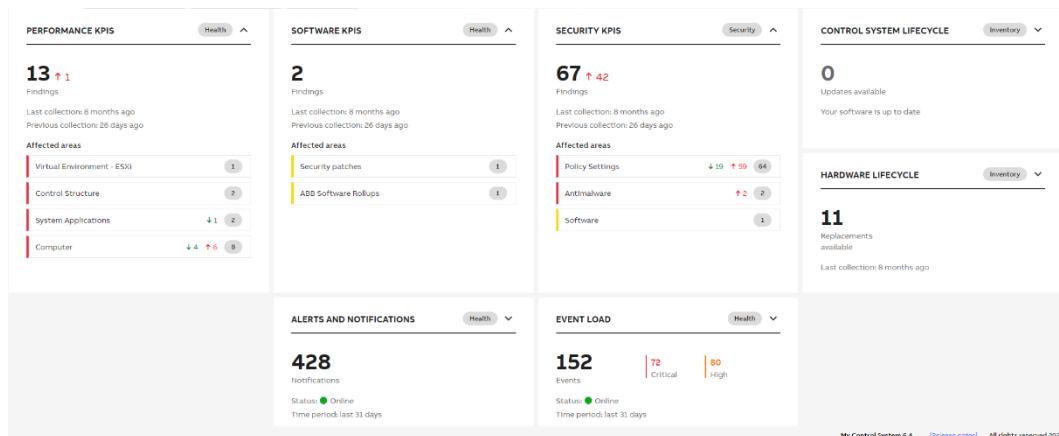 PERFORMANCE KPIS Health
13 ↑ 1
Findings
Last collection: 8 months ago
Previous collection: 26 days ago
Affected areas
Virtual Environment - ESXi 1
Control Structure 2
System Applications ↓ 1 2
Computer ↓ 4 ↑ 6 8
SOFTWARE KPIS Health
2
Findings
Last collection: 8 months ago
Previous collection: 26 days ago
Affected areas
Security patches 1
ABB Software Rollups 1
SECURITY KPIS Security
67 ↑ 42
Findings
Last collection: 8 months ago
Previous collection: 26 days ago
Affected areas
Policy Settings ↓ 19 ↑ 59 64
Antimalware ↑ 2 2
Software 1
CONTROL SYSTEM LIFECYCLE Inventory
0
Updates available
Your software is up to date
HARDWARE LIFECYCLE Inventory
11
Replacements
available
Last collection: 8 months ago
ALERTS AND NOTIFICATIONS Health
428
Notifications
Status: Online
Time period: last 31 days
EVENT LOAD Health
152
Events
72
Critical
80
High
Status: Online
Time period: last 31 days
My Control System 6.4 [Release notes] All rights reserved